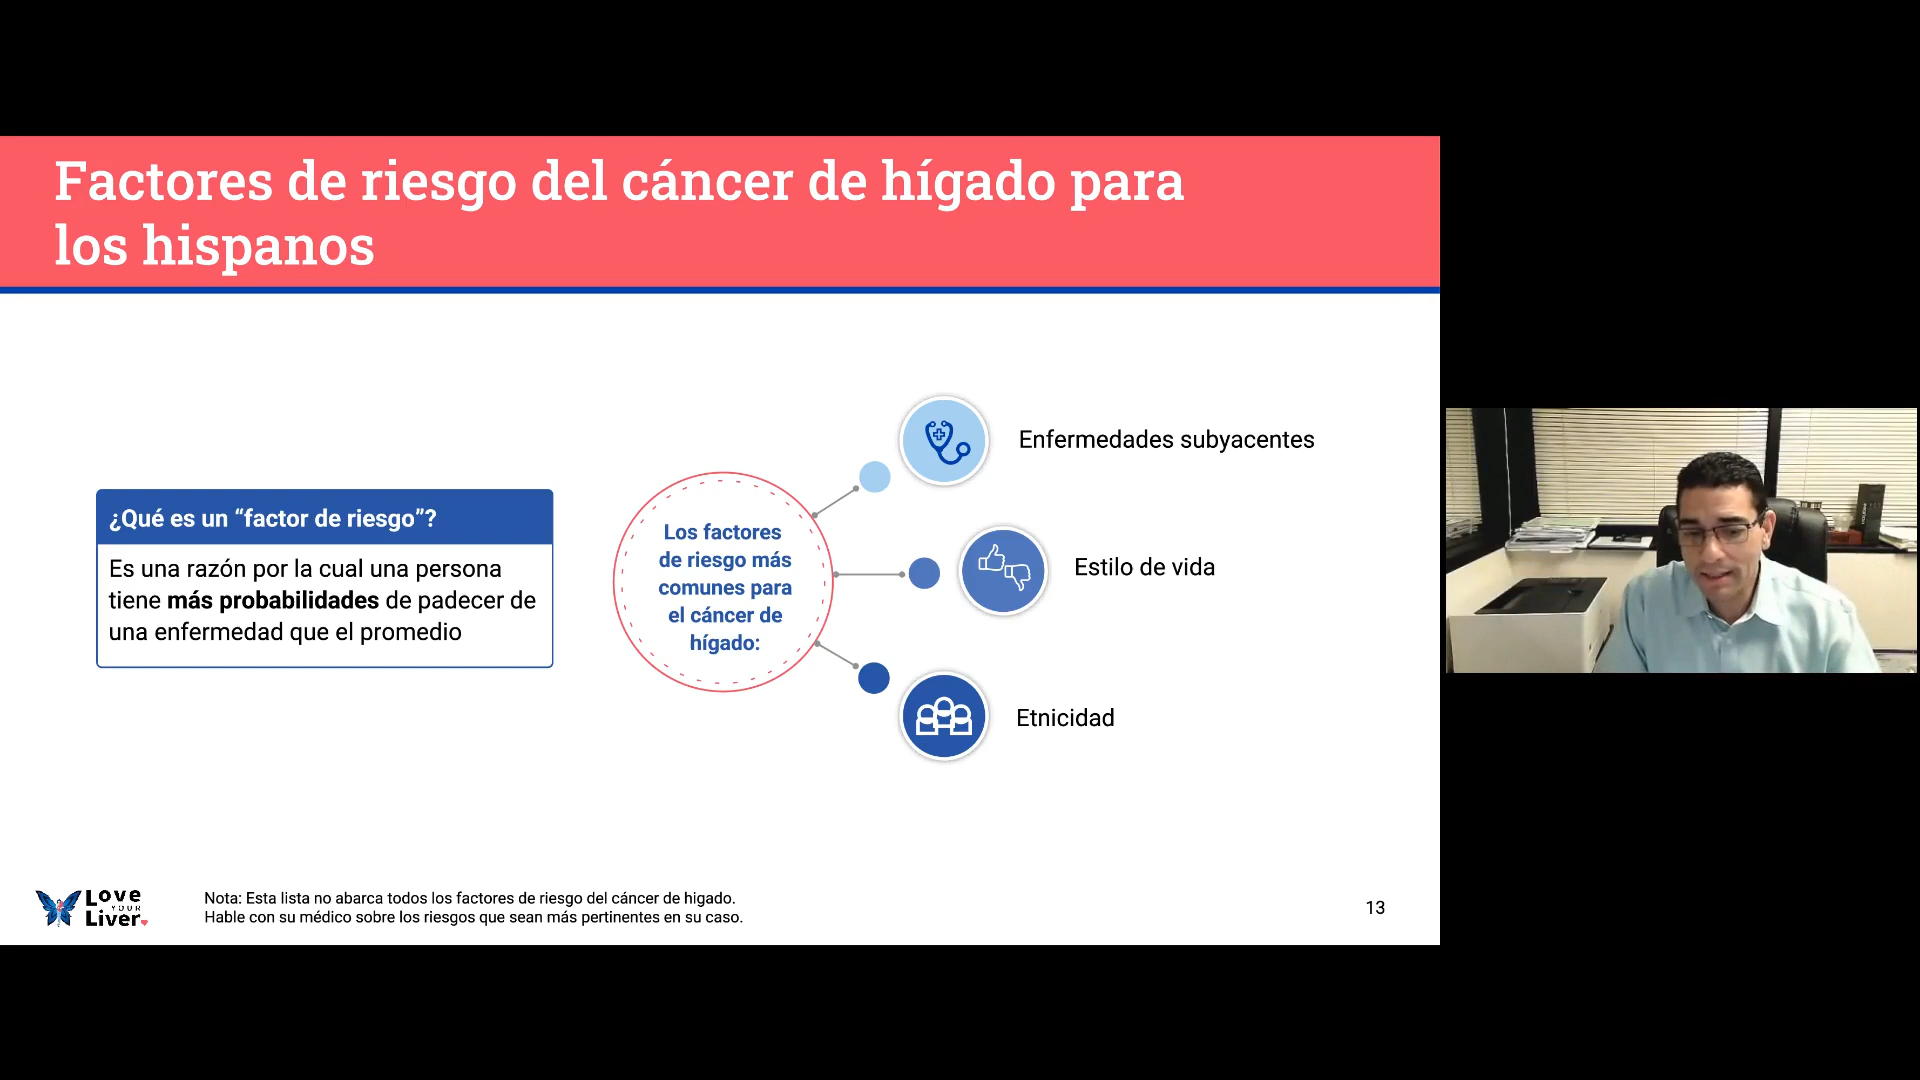 Factores de riesgo del cáncer de hígado para
los hispanos
¿Qué es un “factor de riesgo”?
Es una razón por la cual una persona
tiene más probabilidades de padecer de
una enfermedad que el promedio
Los factores
de riesgo más
comunes para
el cáncer de
hígado:
Enfermedades subyacentes
Estilo de vida
Etnicidad
Love
YOUR
Liver
Nota: Esta lista no abarca todos los factores de riesgo del cáncer de higado.
Hable con su médico sobre los riesgos que sean más pertinentes en su caso.
13